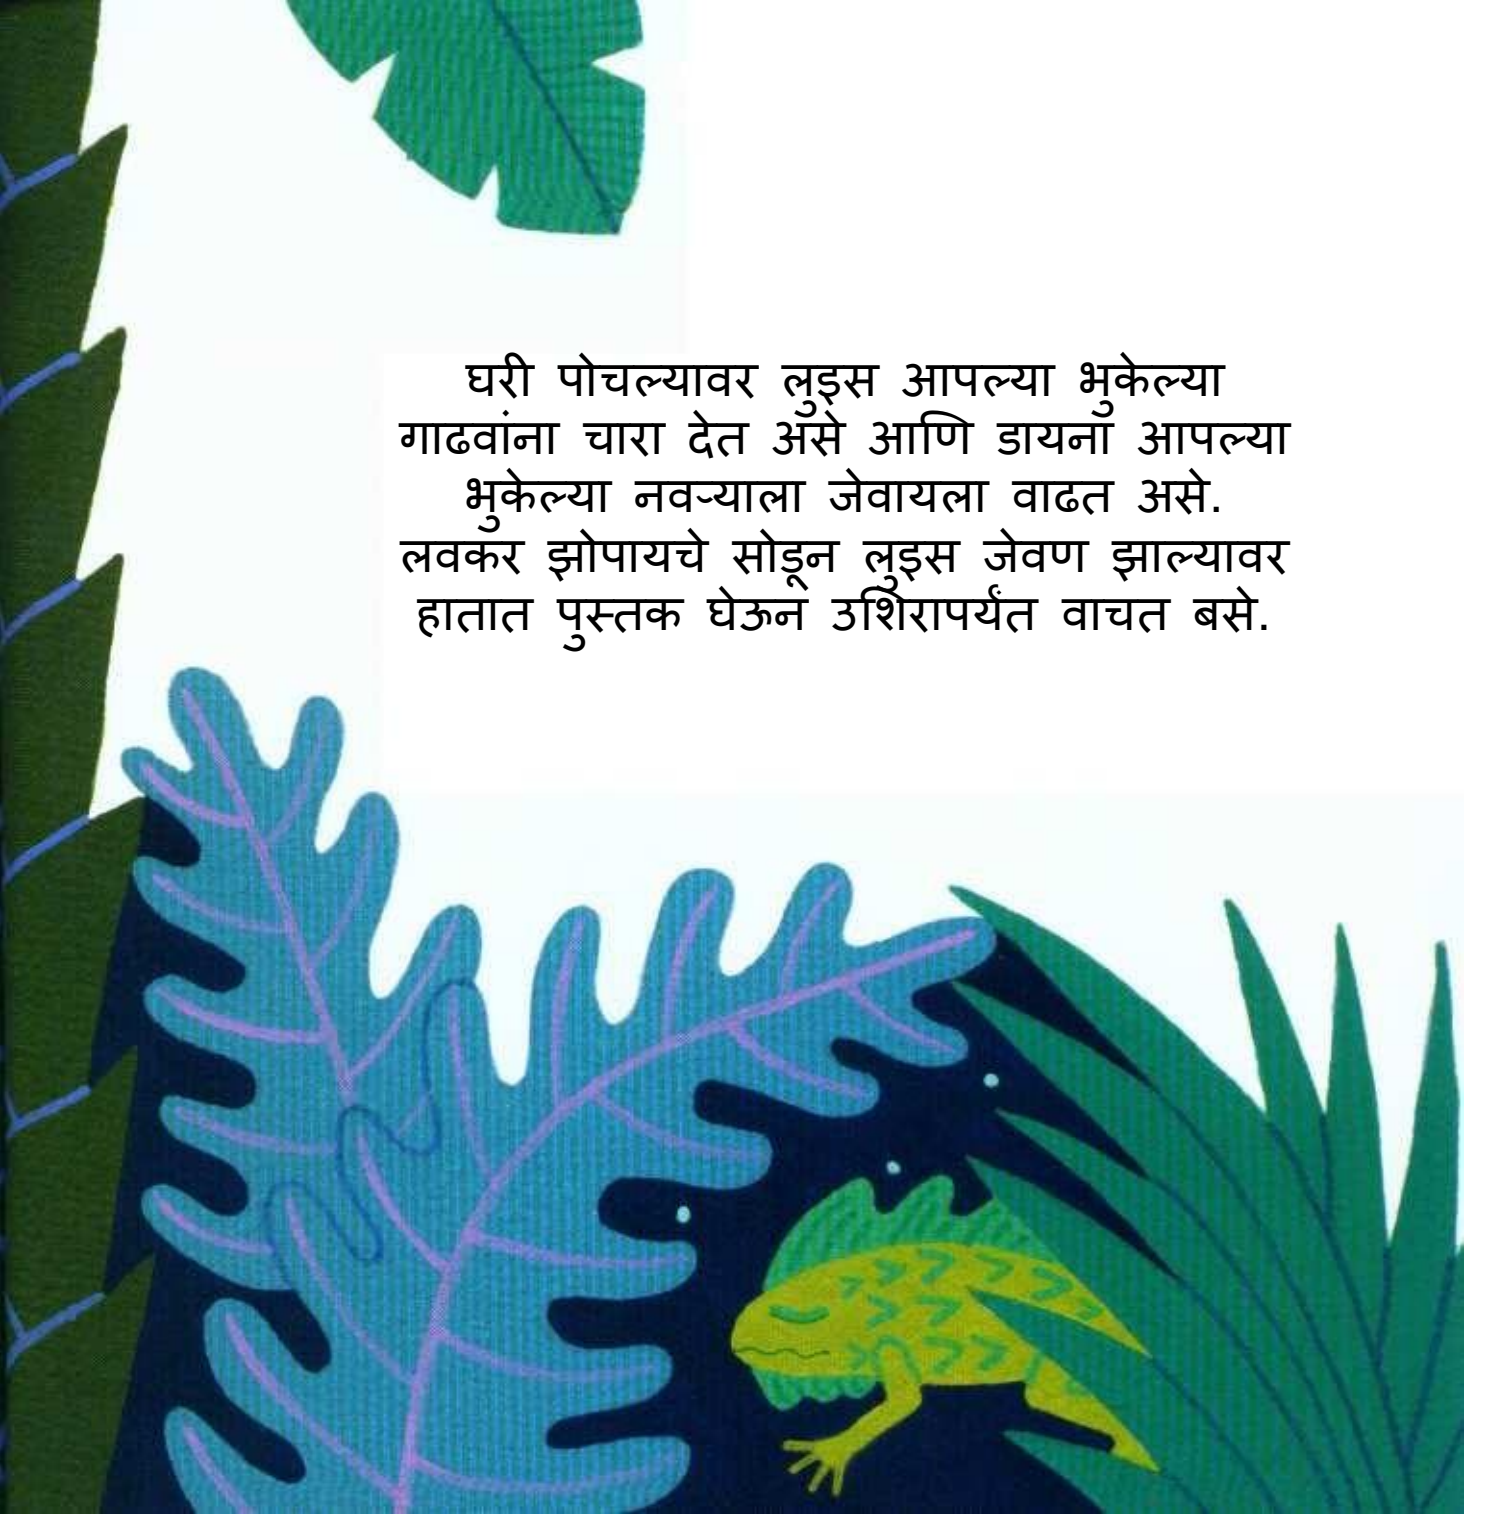 घरी पोचल्यावर लुइस आपल्या भुकेल्या
गाढवांना चारा देत असे आणि डायना आपल्या
भुकेल्या नवऱ्याला जेवायला वाढत असे.
लवकर झोपायचे सोडून लुइस जेवण झाल्यावर
हातात पुस्तक घेऊन उशिरापर्यंत वाचत बसे.